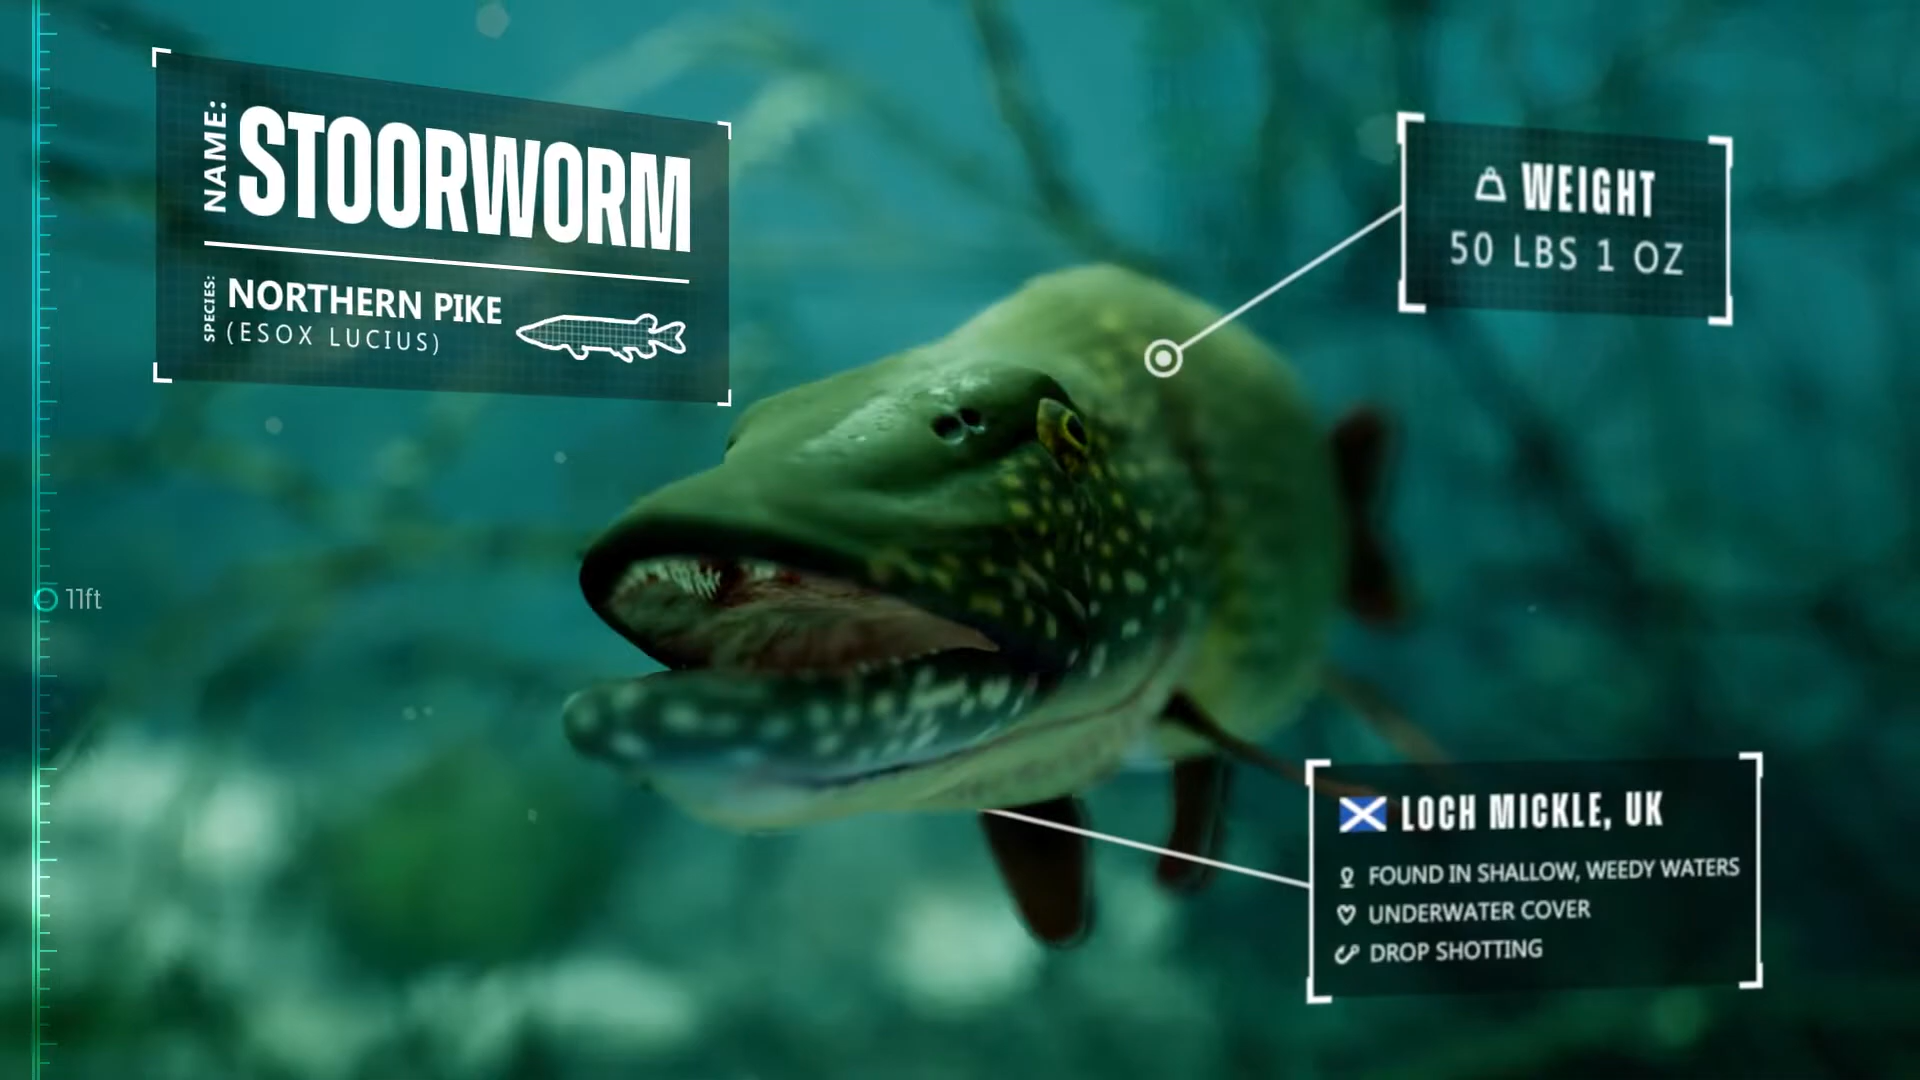 NAME:
STOORWORM
SPECIES:
NORTHERN PIKE
(ESOX LUCIUS)
WEIGHT
50 LBS 1 OZ
11ft
LOCH MICKLE, UK
FOUND IN SHALLOW, WEEDY WATERS
UNDERWATER COVER
DROP SHOTTING